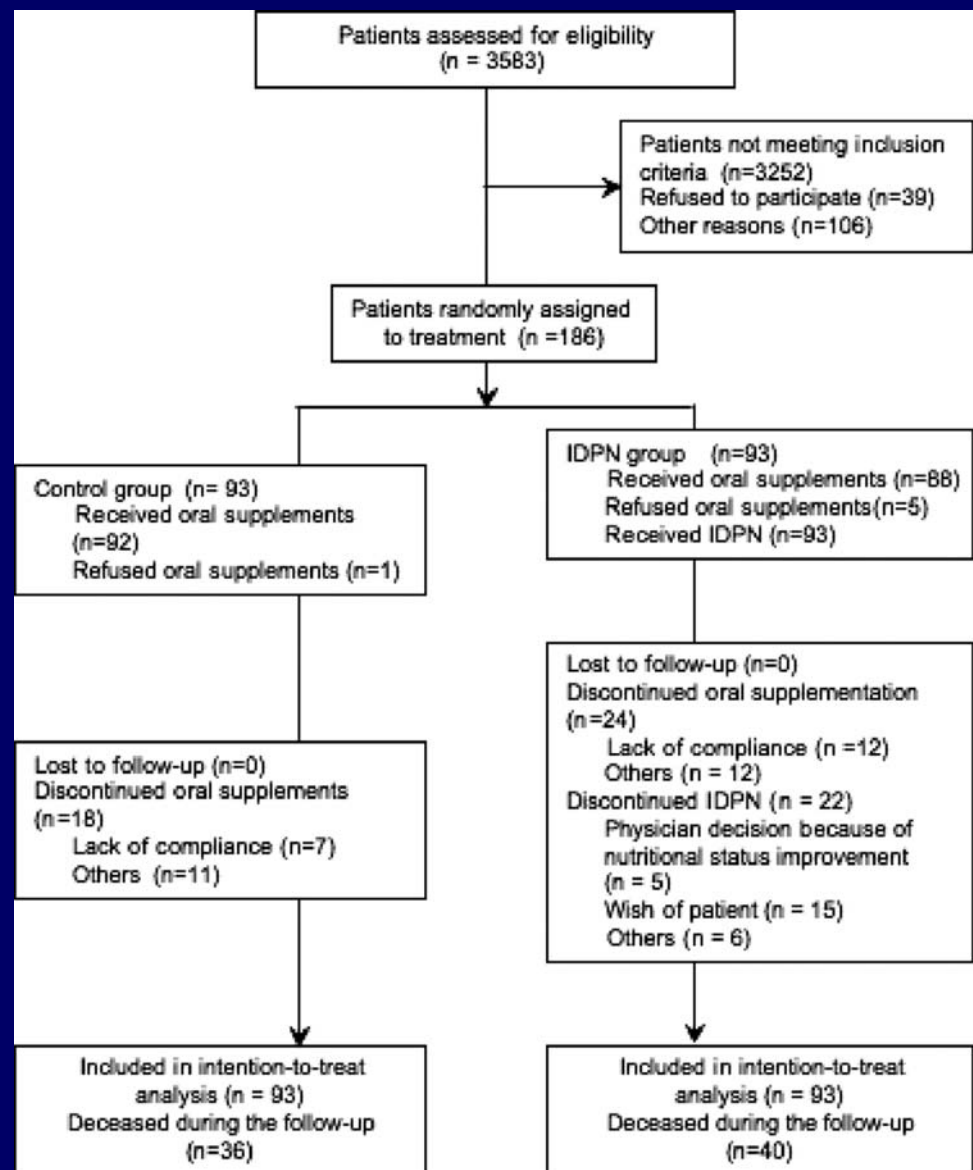 Patients assessed for eligibility
(n = 3583)
Patients not meeting inclusion
criteria (n=3252)
Refused to participate (n=39)
Other reasons (n=106)
Patients randomly assigned
to treatment (n =186)
Control group (n= 93)
Received oral supplements
(n=92)
Refused oral supplements (n=1)
IDPN group (n=93)
Received oral supplements (n=88)
Refused oral supplements(n=5)
Received IDPN (n=93)
Lost to follow-up (n=0)
Discontinued oral supplements
(n=18)
Lack of compliance (n=7)
Others (n=11)
Lost to follow-up (n=0)
Discontinued oral supplementation
(n=24)
Lack of compliance (n =12)
Others (n = 12)
Discontinued IDPN (n = 22)
Physician decision because of
nutritional status improvement
(n = 5)
Wish of patient (n = 15)
Others (n = 6)
Included in intention-to-treat
analysis (n = 93)
Deceased during the follow-up
(n=36)
Included in intention-to-treat
analysis (n = 93)
Deceased during the follow-up
(n=40)